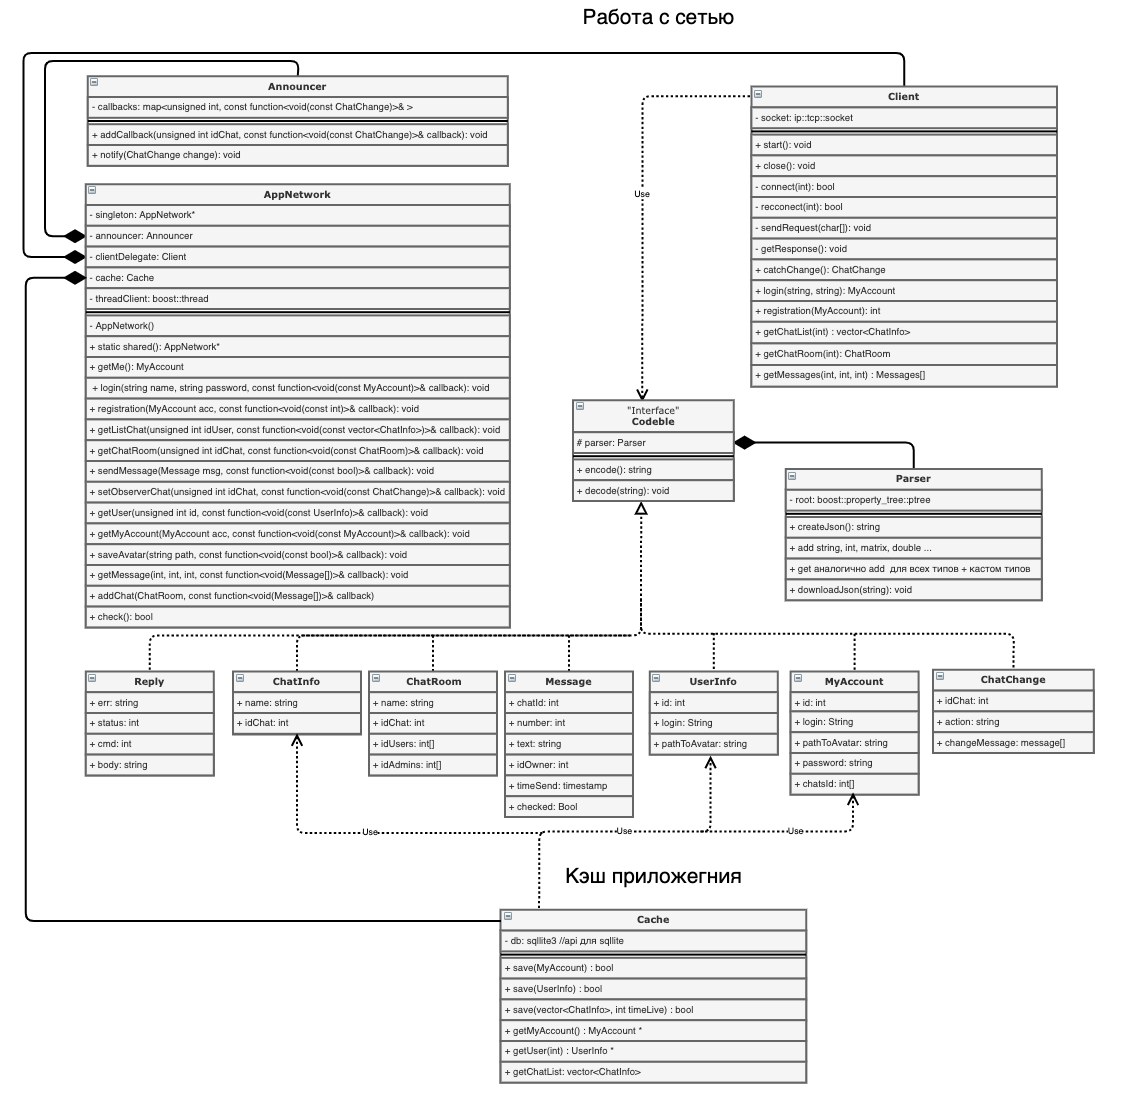 Работа с сетью
Announcer
- callbacks: map<unsigned int, const function<void(const ChatChange)>& >
+ addCallback(unsigned int idChat, const function<void(const ChatChange)>& callback): void
+ notify(ChatChange change): void
Client
- socket: ip::tcp::socket
+ start(): void
+ close(): void
- connect(int): bool
- recconect(int): bool
- sendRequest(char[]): void
- getResponse(): void
+ catchChange(): ChatChange
+ login(string, string): MyAccount
+ registration(MyAccount): int
+ getChatList(int) : vector<ChatInfo>
+ getChatRoom(int): ChatRoom
+ getMessages(int, int, int) : Messages[]
Use
AppNetwork
- singleton: AppNetwork*
- announcer: Announcer
- clientDelegate: Client
- cache: Cache
- threadClient: boost::thread
- AppNetwork()
+ static shared(): AppNetwork*
+ getMe(): MyAccount
+ login(string name, string password, const function<void(const MyAccount)>& callback): void
+ registration(MyAccount acc, const function<void(const int)>& callback): void
+ getListChat(unsigned int idUser, const function<void(const vector<ChatInfo>)>& callback): void
+ getChatRoom(unsigned int idChat, const function<void(const ChatRoom)>& callback): void
+ sendMessage(Message msg, const function<void(const bool)>& callback): void
+ setObserverChat(unsigned int idChat, const function<void(const ChatChange)>& callback): void
+ getUser(unsigned int id, const function<void(const UserInfo)>& callback): void
+ getMyAccount(MyAccount acc, const function<void(const MyAccount)>& callback): void
+ saveAvatar(string path, const function<void(const bool)>& callback): void
+ getMessage(int, int, int, const function<void(Message[])>& callback): void
+ addChat(ChatRoom, const function<void(Message[])>& callback)
+ check(): bool
"Interface"
Codeble
# parser: Parser
+ encode(): string
+ decode(string): void
Parser
- root: boost::property_tree::ptree
+ createJson(): string
+ add string, int, matrix, double ...
+ get аналогично add для всех типов + кастом типов
+ downloadJson(string): void
Reply
+ err: string
+ status: int
+ cmd: int
+ body: string
ChatInfo
+ name: string
+ idChat: int
ChatRoom
+ name: string
+ idChat: int
+ idUsers: int[]
+ idAdmins: int[]
Message
+ chatId: int
+ number: int
+ text: string
+ idOwner: int
+ timeSend: timestamp
+ checked: Bool
UserInfo
+ id: int
+ login: String
+ pathToAvatar: string
MyAccount
+ id: int
+ login: String
+ pathToAvatar: string
+ password: string
+ chatsId: int[]
ChatChange
+ idChat: int
+ action: string
+ changeMessage: message[]
Use
Use
Use
Кэш приложегния
Cache
- db: sqllite3 //api для sqllite
+ save(MyAccount) : bool
+ save(UserInfo) : bool
+ save(vector<ChatInfo>, int timeLive) : bool
+ getMyAccount() : MyAccount *
+ getUser(int) : UserInfo *
+ getChatList: vector<ChatInfo>